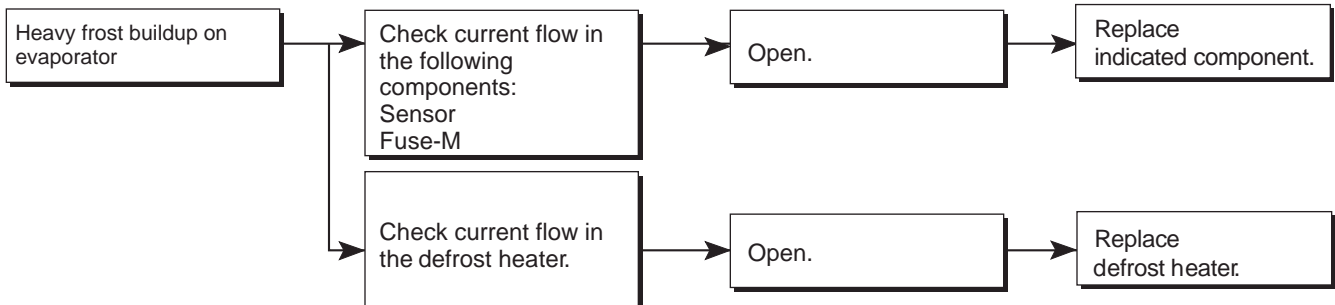 Heavy frost buildup on
evaporator
Check current flow in
the following
components:
Sensor
Fuse-M
Open.
Replace
indicated component.
Check current flow in
the defrost heater.
Open.
Replace
defrost heater.